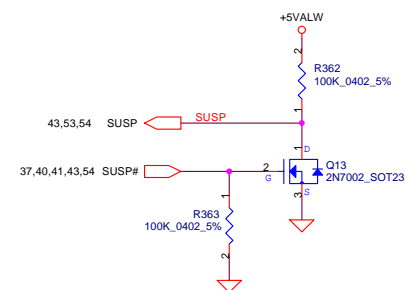 +5VALW
2
R362
100K_0402_5%
1
43,53,54 SUSP SUSP
1 D
37,40,41,43,54 SUSP# 2 G
Q13
2N7002_SOT23
S
3
1
R363
100K_0402_5%
2